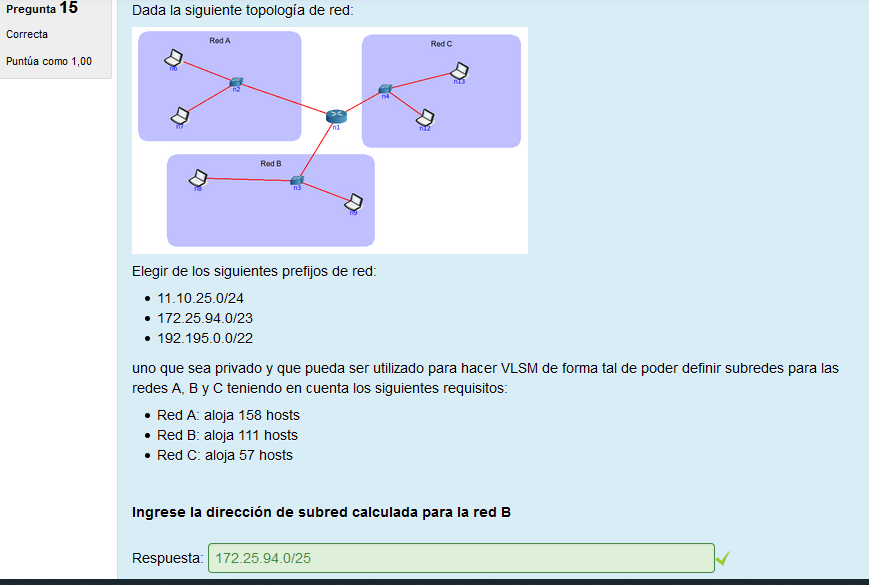 Pregunta 15
Correcta
Puntúa como 1,00
Dada la siguiente topología de red:
Red A
n6
n2
n7
Red C
n13
n4
n12
n1
Red B
n8
n3
n9
Elegir de los siguientes prefijos de red:
• 11.10.25.0/24
• 172.25.94.0/23
• 192.195.0.0/22
uno que sea privado y que pueda ser utilizado para hacer VLSM de forma tal de poder definir subredes para las
redes A, B y C teniendo en cuenta los siguientes requisitos:
• Red A: aloja 158 hosts
• Red B: aloja 111 hosts
• Red C: aloja 57 hosts
Ingrese la dirección de subred calculada para la red B
Respuesta: 172.25.94.0/25